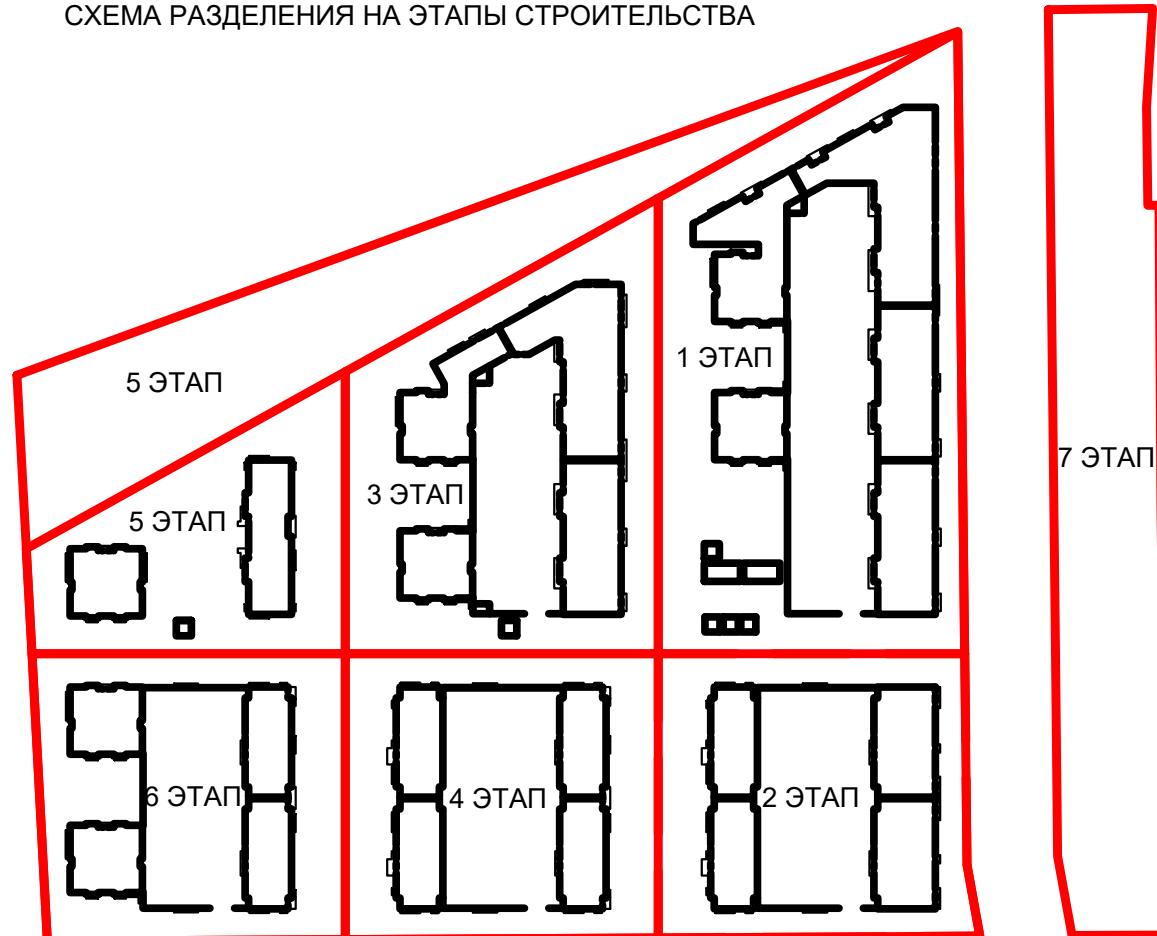 СХЕМА РАЗДЕЛЕНИЯ НА ЭТАПЫ СТРОИТЕЛЬСТВА
5 ЭТАП
1 ЭТАП
7 ЭТАП
3 ЭТАП
5 ЭТАП
6 ЭТАП
4 ЭТАП
2 ЭТАП